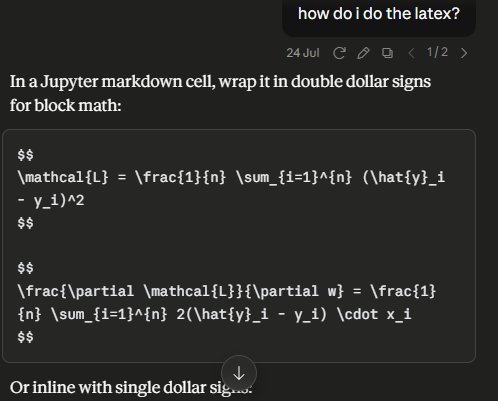 how do i do the latex?
24 Jul
1/2
In a Jupyter markdown cell, wrap it in double dollar signs
for block math:
$$
\mathcal{L} = \frac{1}{n} \sum_{i=1}^{n} (\hat{y}_i
- y_i)^2
$$
$$
\frac{\partial \mathcal{L}}{\partial w} = \frac{1}
{n} \sum_{i=1}^{n} 2(\hat{y}_i - y_i) \cdot x_i
$$
Or inline with single dollar signs: